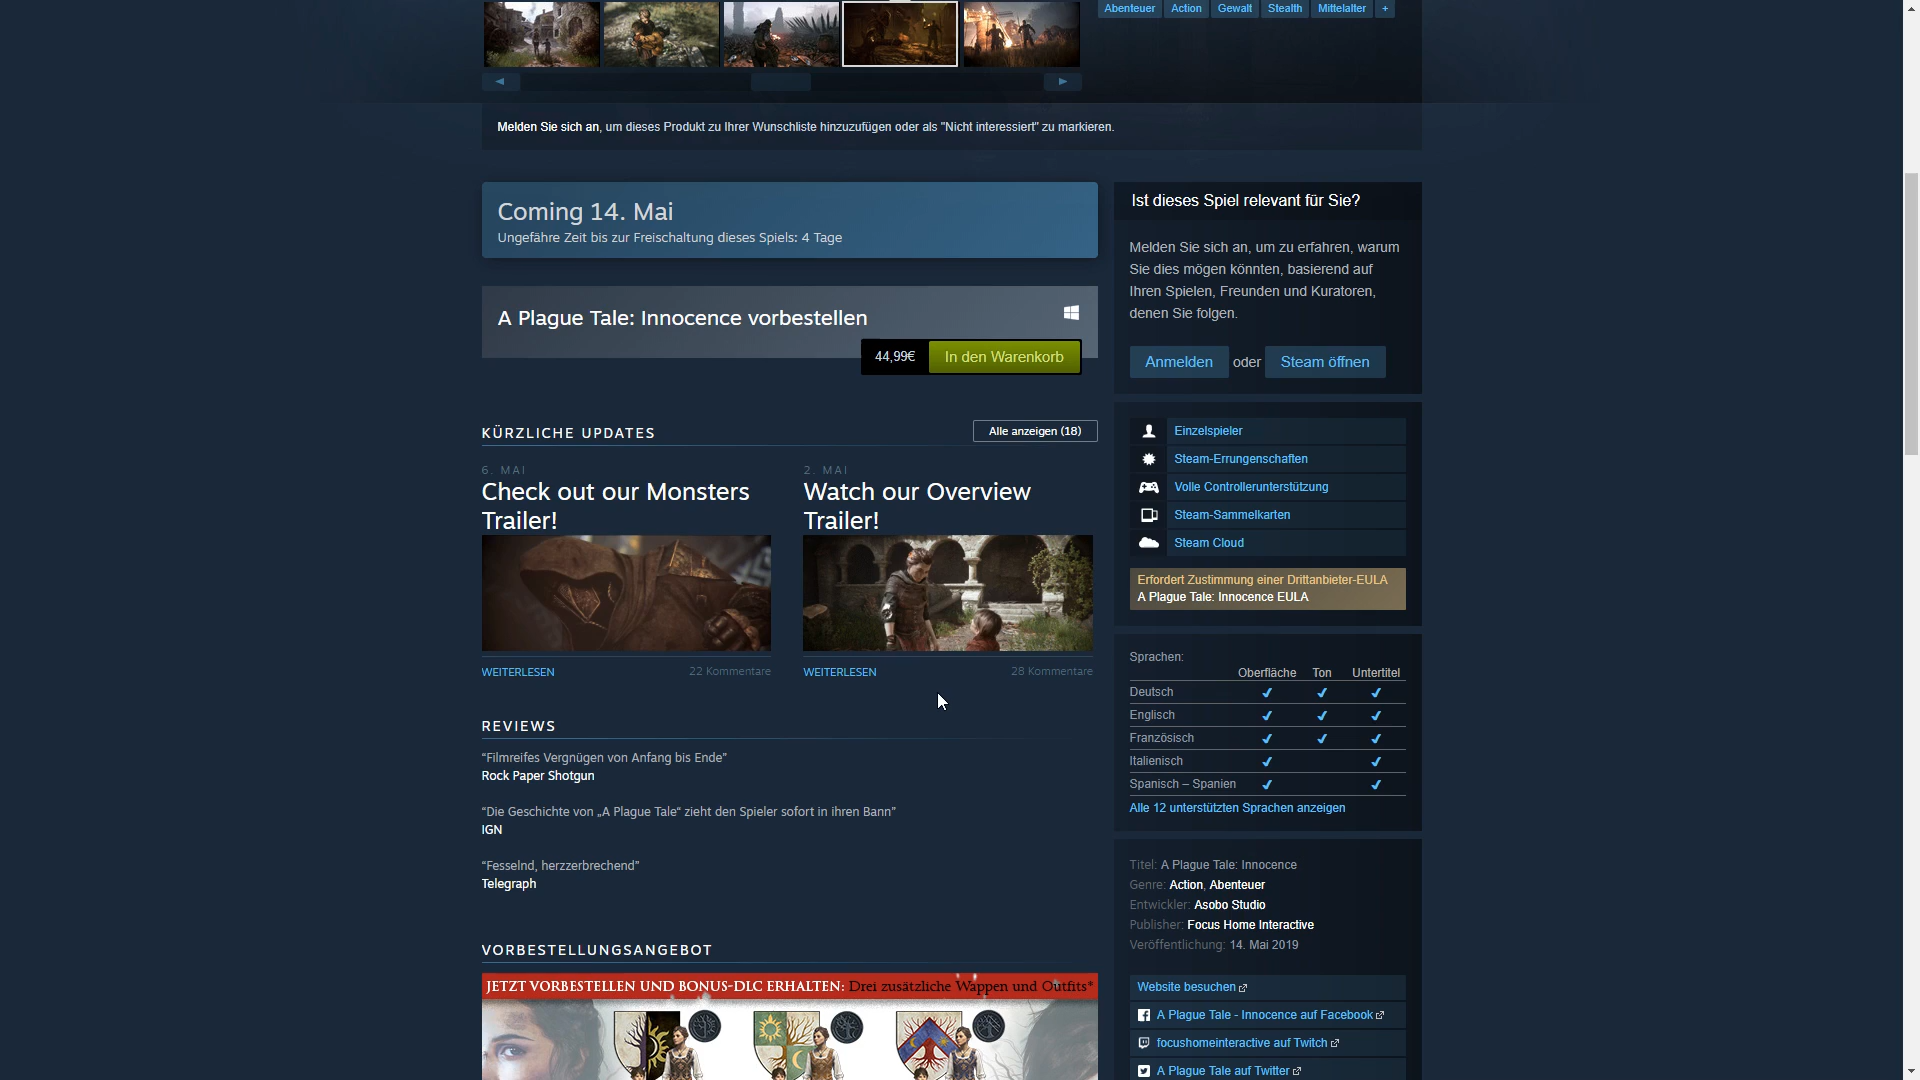 Abenteuer Action Gewalt Stealth Mittelalter +
Melden Sie sich an, um dieses Produkt zu Ihrer Wunschliste hinzuzufügen oder als "Nicht interessiert" zu markieren.
Coming 14. Mai
Ungefähre Zeit bis zur Freischaltung dieses Spiels: 4 Tage
A Plague Tale: Innocence vorbestellen
44,99€ In den Warenkorb
KÜRZLICHE UPDATES
Alle anzeigen (18)
6. MAI
Check out our Monsters
Trailer!
WEITERLESEN 22 Kommentare
2. MAI
Watch our Overview
Trailer!
WEITERLESEN 28 Kommentare
REVIEWS
“Filmreifes Vergnügen von Anfang bis Ende”
Rock Paper Shotgun
“Die Geschichte von „A Plague Tale“ zieht den Spieler sofort in ihren Bann”
IGN
“Fesselnd, herzzerbrechend”
Telegraph
VORBESTELLUNGSANGEBOT
JETZT VORBESTELLEN UND BONUS-DLC ERHALTEN: Drei zusätzliche Wappen und Outfits*
Ist dieses Spiel relevant für Sie?
Melden Sie sich an, um zu erfahren, warum
Sie dies mögen könnten, basierend auf
Ihren Spielen, Freunden und Kuratoren,
denen Sie folgen.
Anmelden oder Steam öffnen
Einzelspieler
Steam-Errungenschaften
Volle Controllerunterstützung
Steam-Sammelkarten
Steam Cloud
Erfordert Zustimmung einer Drittanbieter-EULA
A Plague Tale: Innocence EULA
Sprachen:
Oberfläche Ton Untertitel
Deutsch ✔ ✔ ✔
Englisch ✔ ✔ ✔
Französisch ✔ ✔ ✔
Italienisch ✔ ✔
Spanisch – Spanien ✔ ✔
Alle 12 unterstützten Sprachen anzeigen
Titel: A Plague Tale: Innocence
Genre: Action, Abenteuer
Entwickler: Asobo Studio
Publisher: Focus Home Interactive
Veröffentlichung: 14. Mai 2019
Website besuchen
A Plague Tale - Innocence auf Facebook
focushomeinteractive auf Twitch
A Plague Tale auf Twitter